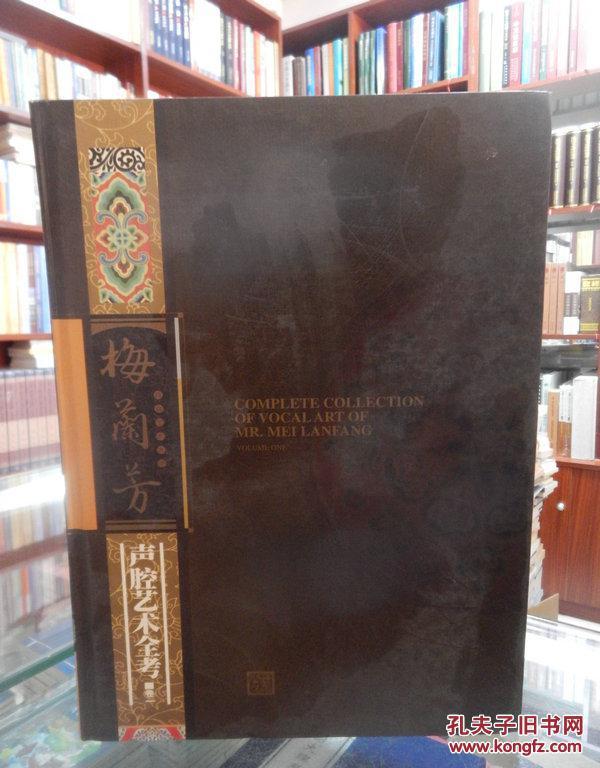 梅蘭芳
声腔艺术全考
COMPLETE COLLECTION
OF VOCAL ART OF
MR. MEI LANFANG
VOLUME: ONE
孔夫子旧书网
www.kongfz.com